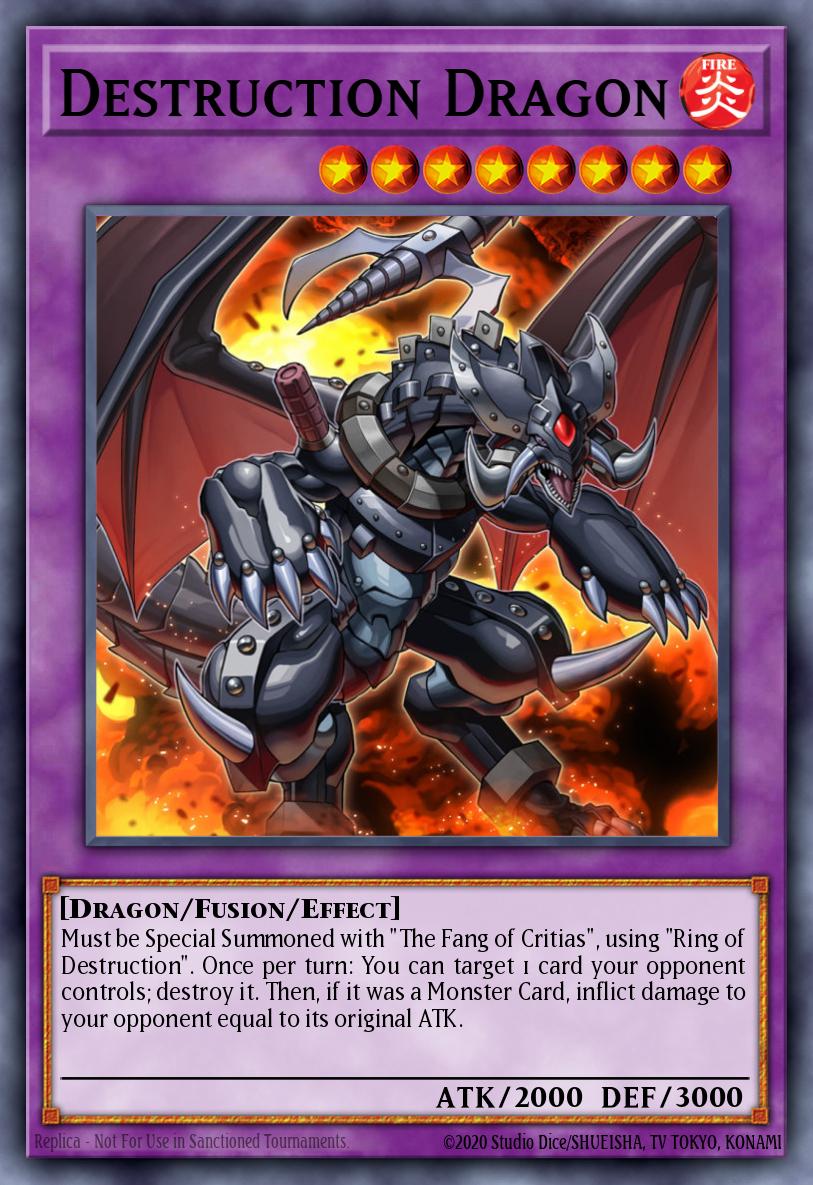 Destruction Dragon
FIRE
炎
[Dragon/Fusion/Effect]
Must be Special Summoned with "The Fang of Critias", using "Ring of
Destruction". Once per turn: You can target 1 card your opponent
controls; destroy it. Then, if it was a Monster Card, inflict damage to
your opponent equal to its original ATK.
ATK/2000 DEF/3000
Replica - Not For Use in Sanctioned Tournaments.
©2020 Studio Dice/SHUEISHA, TV TOKYO, KONAMI